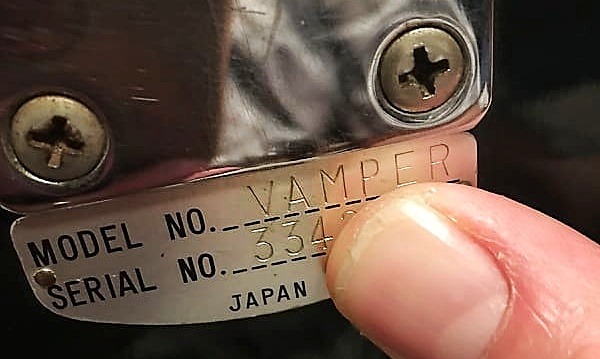 MODEL NO. VAMPER
SERIAL NO. 334
JAPAN